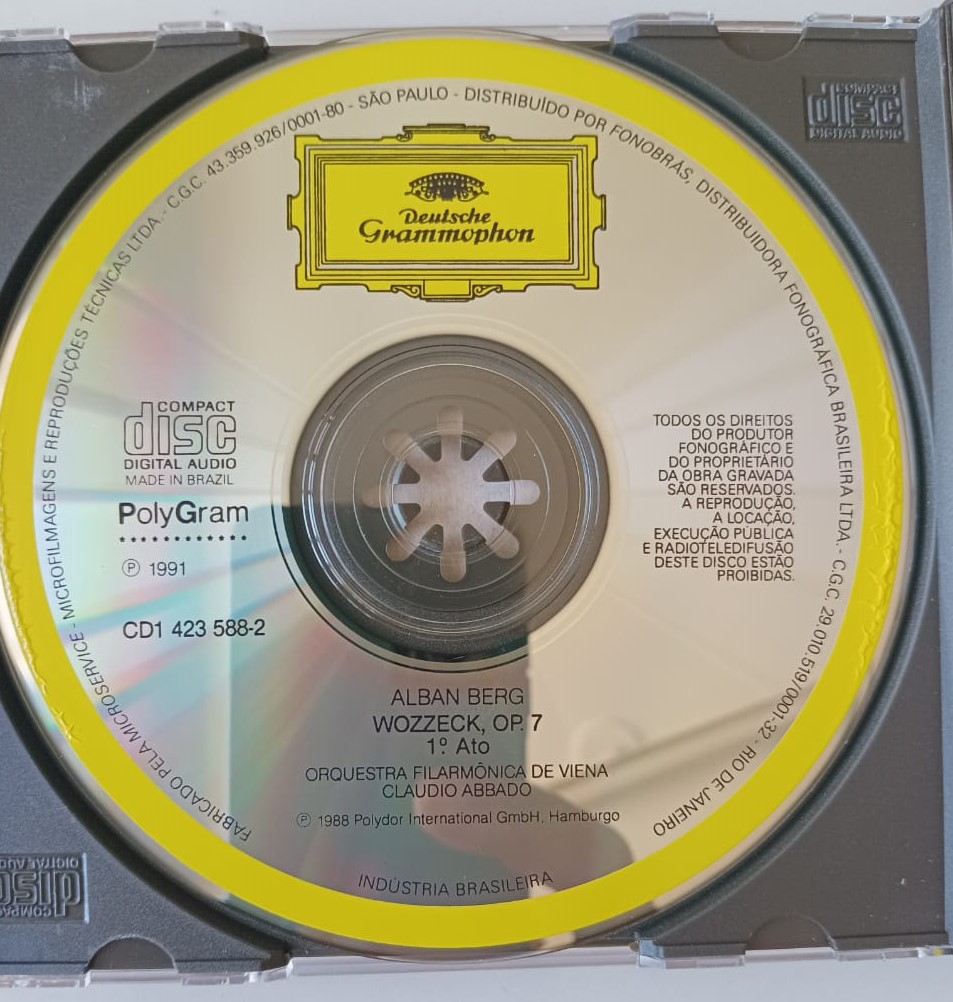 FABRICADO PELA MICROSERVICE - MICROFILMAGENS E REPRODUÇÕES TÉCNICAS LTDA. - C.G.C. 43.359.926/0001-80 - SÃO PAULO - DISTRIBUÍDO POR FONOBRÁS, DISTRIBUIDORA FONOGRÁFICA BRASILEIRA LTDA. - C.G.C. 29.010.519/0001-32 - RIO DE JANEIRO
COMPACT
disc
DIGITAL AUDIO
Deutsche
Grammophon
COMPACT
disc
DIGITAL AUDIO
MADE IN BRAZIL
PolyGram
℗ 1991
CD1 423 588-2
TODOS OS DIREITOS
DO PRODUTOR
FONOGRÁFICO E
DO PROPRIETÁRIO
DA OBRA GRAVADA
SÃO RESERVADOS.
A REPRODUÇÃO,
A LOCAÇÃO,
EXECUÇÃO PÚBLICA
E RADIOTELEDIFUSÃO
DESTE DISCO ESTÃO
PROIBIDAS.
ALBAN BERG
WOZZECK, OP. 7
1º Ato
ORQUESTRA FILARMÔNICA DE VIENA
CLAUDIO ABBADO
℗ 1988 Polydor International GmbH, Hamburgo
INDÚSTRIA BRASILEIRA
COMPAC
disc
DIGITAL AUD